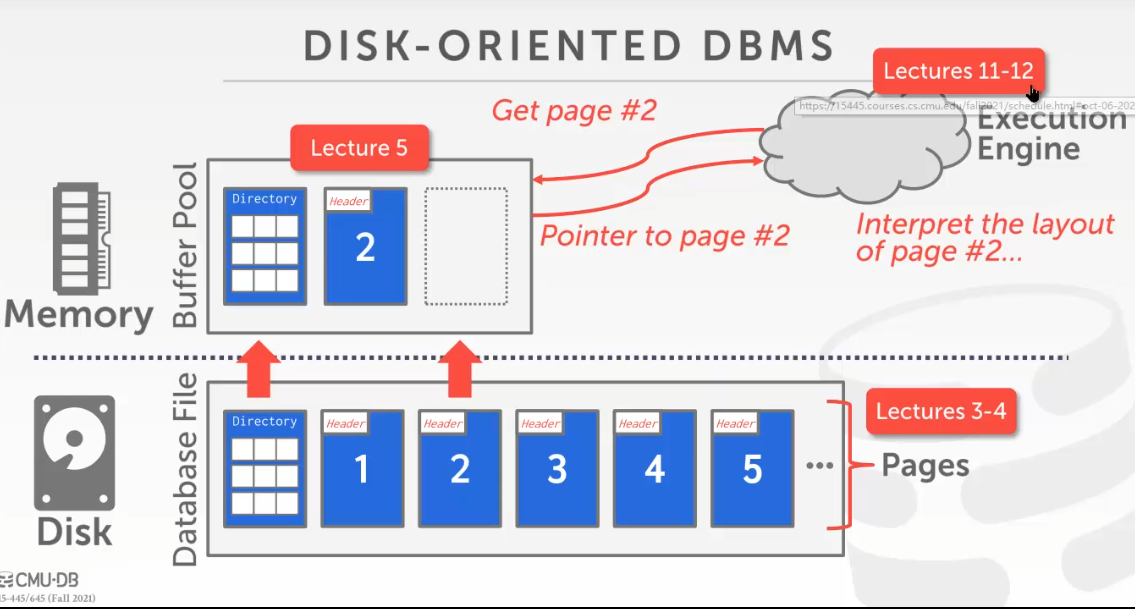 DISK-ORIENTED DBMS
Lectures 11-12
https://15445.courses.cs.cmu.edu/fall2021/schedule.html#oct-06-202
Get page #2
Execution
Engine
Lecture 5
Buffer Pool
Directory
Header
2
Pointer to page #2
Interpret the layout
of page #2...
Memory
Database File
Directory
Header
1
Header
2
Header
3
Header
4
Header
5
...
Lectures 3-4
Pages
Disk
CMU·DB
15-445/645 (Fall 2021)